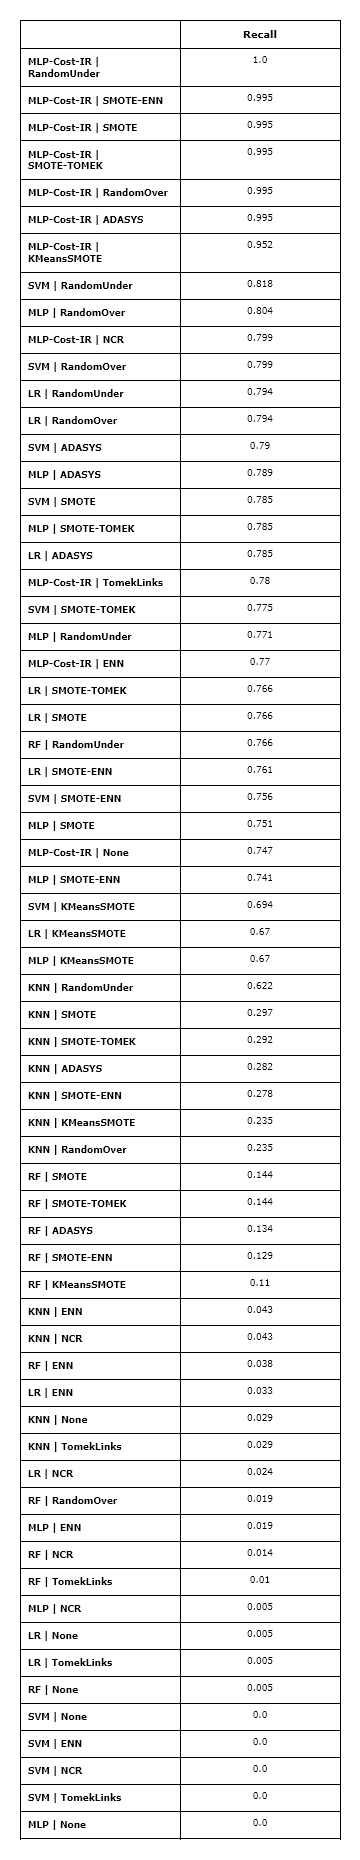 Recall
MLP-Cost-IR |
RandomUnder
1.0
MLP-Cost-IR | SMOTE-ENN
0.995
MLP-Cost-IR | SMOTE
0.995
MLP-Cost-IR |
SMOTE-TOMEK
0.995
MLP-Cost-IR | RandomOver
0.995
MLP-Cost-IR | ADASYS
0.995
MLP-Cost-IR |
KMeansSMOTE
0.952
SVM | RandomUnder
0.818
MLP | RandomOver
0.804
MLP-Cost-IR | NCR
0.799
SVM | RandomOver
0.799
LR | RandomUnder
0.794
LR | RandomOver
0.794
SVM | ADASYS
0.79
MLP | ADASYS
0.789
SVM | SMOTE
0.785
MLP | SMOTE-TOMEK
0.785
LR | ADASYS
0.785
MLP-Cost-IR | TomekLinks
0.78
SVM | SMOTE-TOMEK
0.775
MLP | RandomUnder
0.771
MLP-Cost-IR | ENN
0.77
LR | SMOTE-TOMEK
0.766
LR | SMOTE
0.766
RF | RandomUnder
0.766
LR | SMOTE-ENN
0.761
SVM | SMOTE-ENN
0.756
MLP | SMOTE
0.751
MLP-Cost-IR | None
0.747
MLP | SMOTE-ENN
0.741
SVM | KMeansSMOTE
0.694
LR | KMeansSMOTE
0.67
MLP | KMeansSMOTE
0.67
KNN | RandomUnder
0.622
KNN | SMOTE
0.297
KNN | SMOTE-TOMEK
0.292
KNN | ADASYS
0.282
KNN | SMOTE-ENN
0.278
KNN | KMeansSMOTE
0.235
KNN | RandomOver
0.235
RF | SMOTE
0.144
RF | SMOTE-TOMEK
0.144
RF | ADASYS
0.134
RF | SMOTE-ENN
0.129
RF | KMeansSMOTE
0.11
KNN | ENN
0.043
KNN | NCR
0.043
RF | ENN
0.038
LR | ENN
0.033
KNN | None
0.029
KNN | TomekLinks
0.029
LR | NCR
0.024
RF | RandomOver
0.019
MLP | ENN
0.019
RF | NCR
0.014
RF | TomekLinks
0.01
MLP | NCR
0.005
LR | None
0.005
LR | TomekLinks
0.005
RF | None
0.005
SVM | None
0.0
SVM | ENN
0.0
SVM | NCR
0.0
SVM | TomekLinks
0.0
MLP | None
0.0